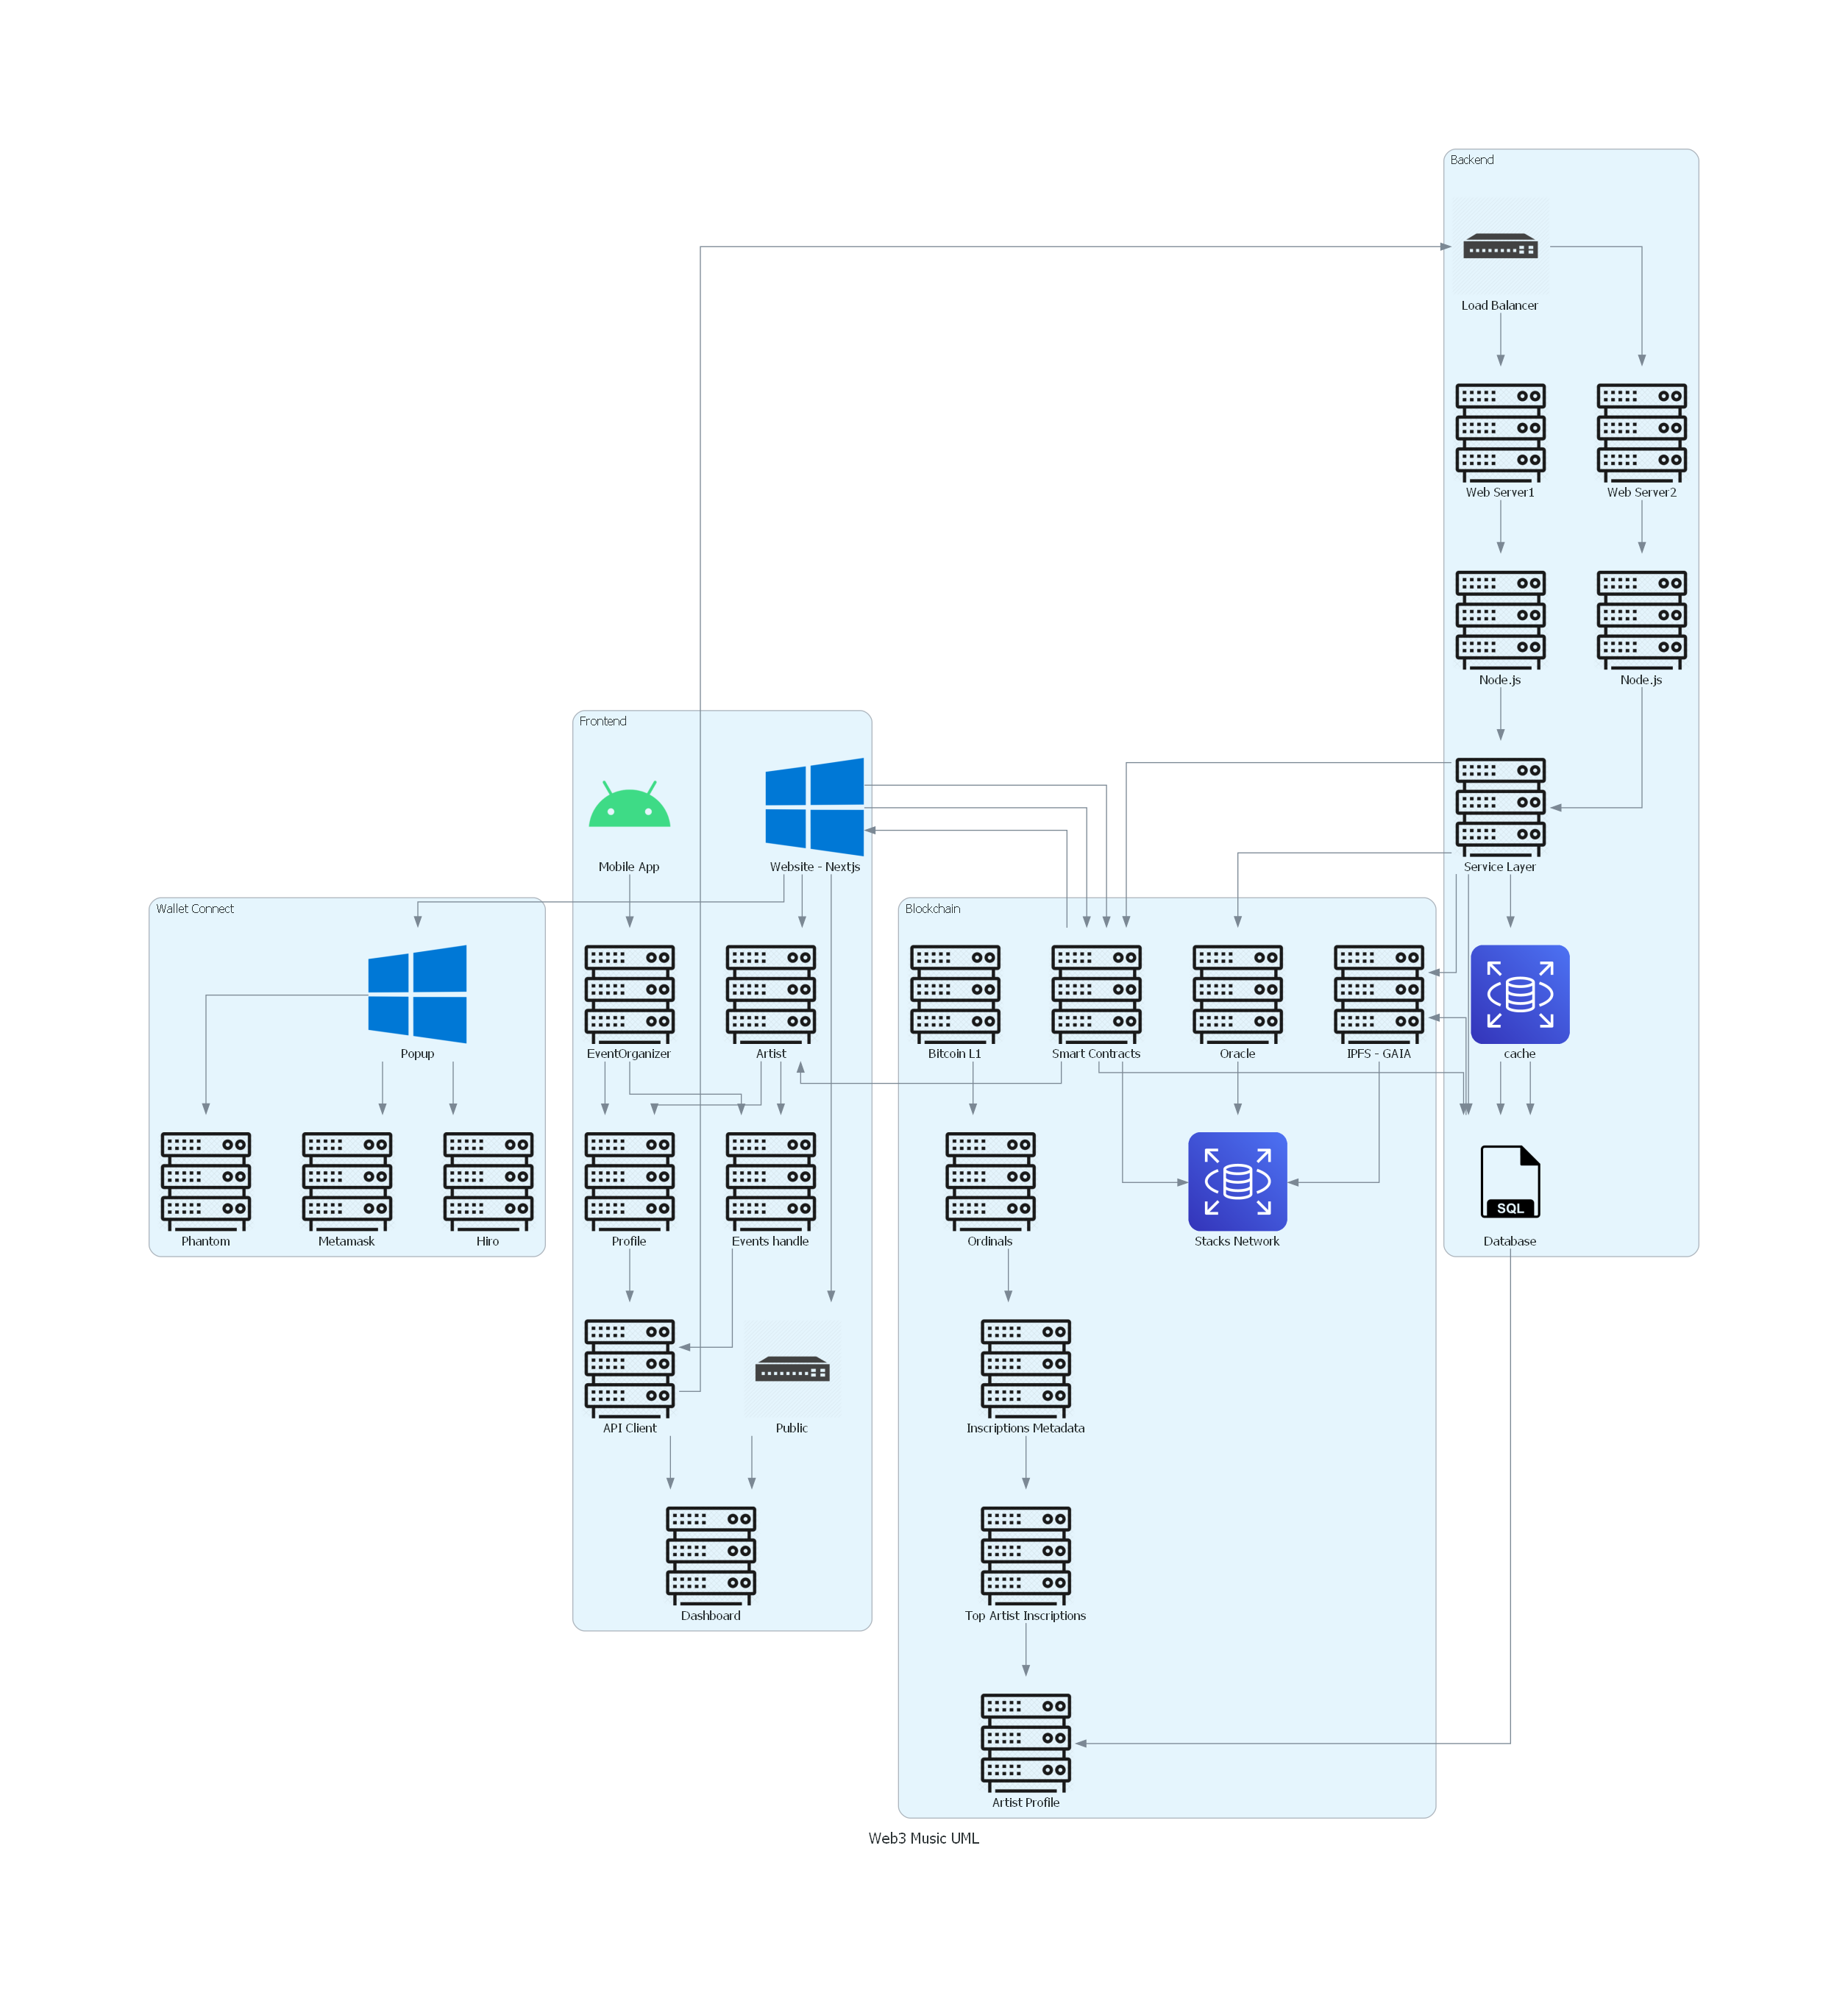 Backend
Load Balancer
Web Server1
Web Server2
Node.js
Node.js
Frontend
Mobile App
Website - Nextjs
Service Layer
Wallet Connect
Blockchain
Popup
EventOrganizer
Artist
Bitcoin L1
Smart Contracts
Oracle
IPFS - GAIA
cache
Phantom
Metamask
Hiro
Profile
Events handle
Ordinals
Stacks Network
SQL
Database
API Client
Public
Inscriptions Metadata
Dashboard
Top Artist Inscriptions
Artist Profile
Web3 Music UML